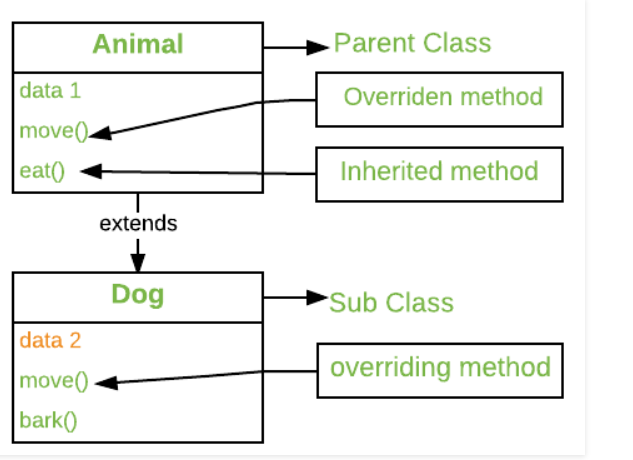 Animal
Parent Class
data 1
Overriden method
move()
eat()
Inherited method
extends
Dog
Sub Class
data 2
move()
overriding method
bark()